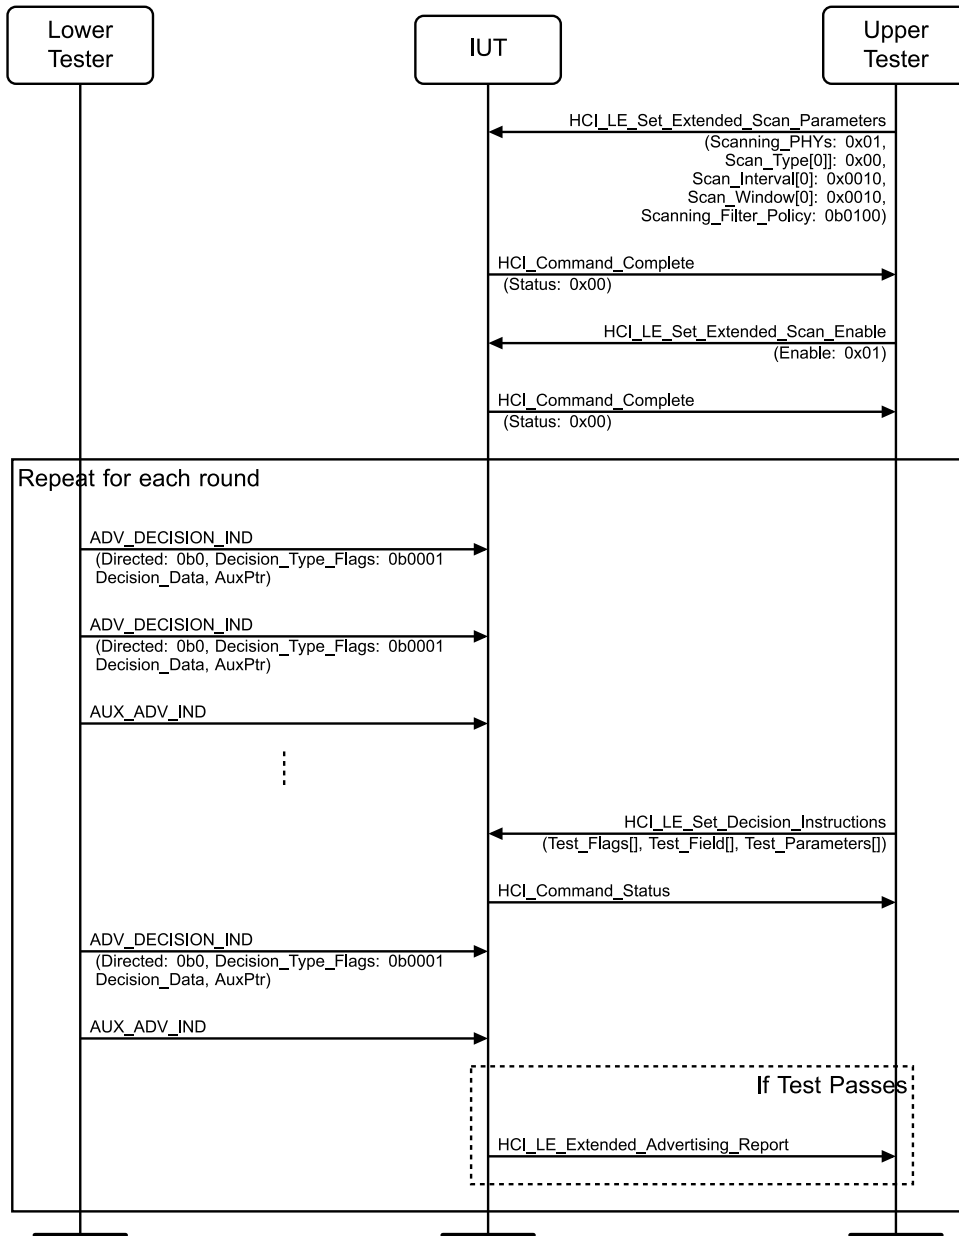 Lower
Tester
IUT
Upper
Tester
HCI_LE_Set_Extended_Scan_Parameters
(Scanning_PHYs: 0x01,
Scan_Type[0]]: 0x00,
Scan_Interval[0]: 0x0010,
Scan_Window[0]: 0x0010,
Scanning_Filter_Policy: 0b0100)
HCI_Command_Complete
(Status: 0x00)
HCI_LE_Set_Extended_Scan_Enable
(Enable: 0x01)
HCI_Command_Complete
(Status: 0x00)
Repeat for each round
ADV_DECISION_IND
(Directed: 0b0, Decision_Type_Flags: 0b0001
Decision_Data, AuxPtr)
ADV_DECISION_IND
(Directed: 0b0, Decision_Type_Flags: 0b0001
Decision_Data, AuxPtr)
AUX_ADV_IND
HCI_LE_Set_Decision_Instructions
(Test_Flags[], Test_Field[], Test_Parameters[])
HCI_Command_Status
ADV_DECISION_IND
(Directed: 0b0, Decision_Type_Flags: 0b0001
Decision_Data, AuxPtr)
AUX_ADV_IND
If Test Passes
HCI_LE_Extended_Advertising_Report